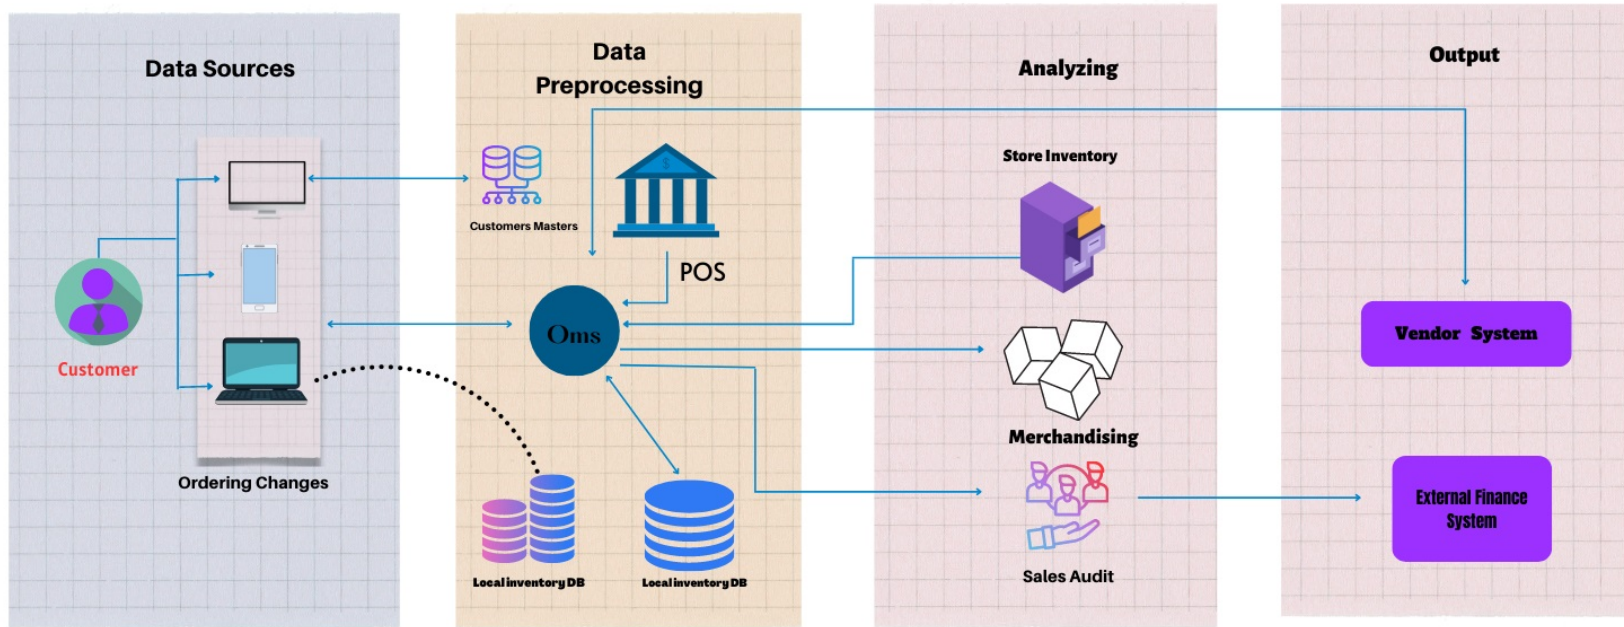 Data Sources
Customer
Ordering Changes
Data
Preprocessing
Customers Masters
$
POS
Oms
Local inventory DB
Local inventory DB
Analyzing
Store Inventory
Merchandising
Sales Audit
Output
Vendor System
External Finance
System